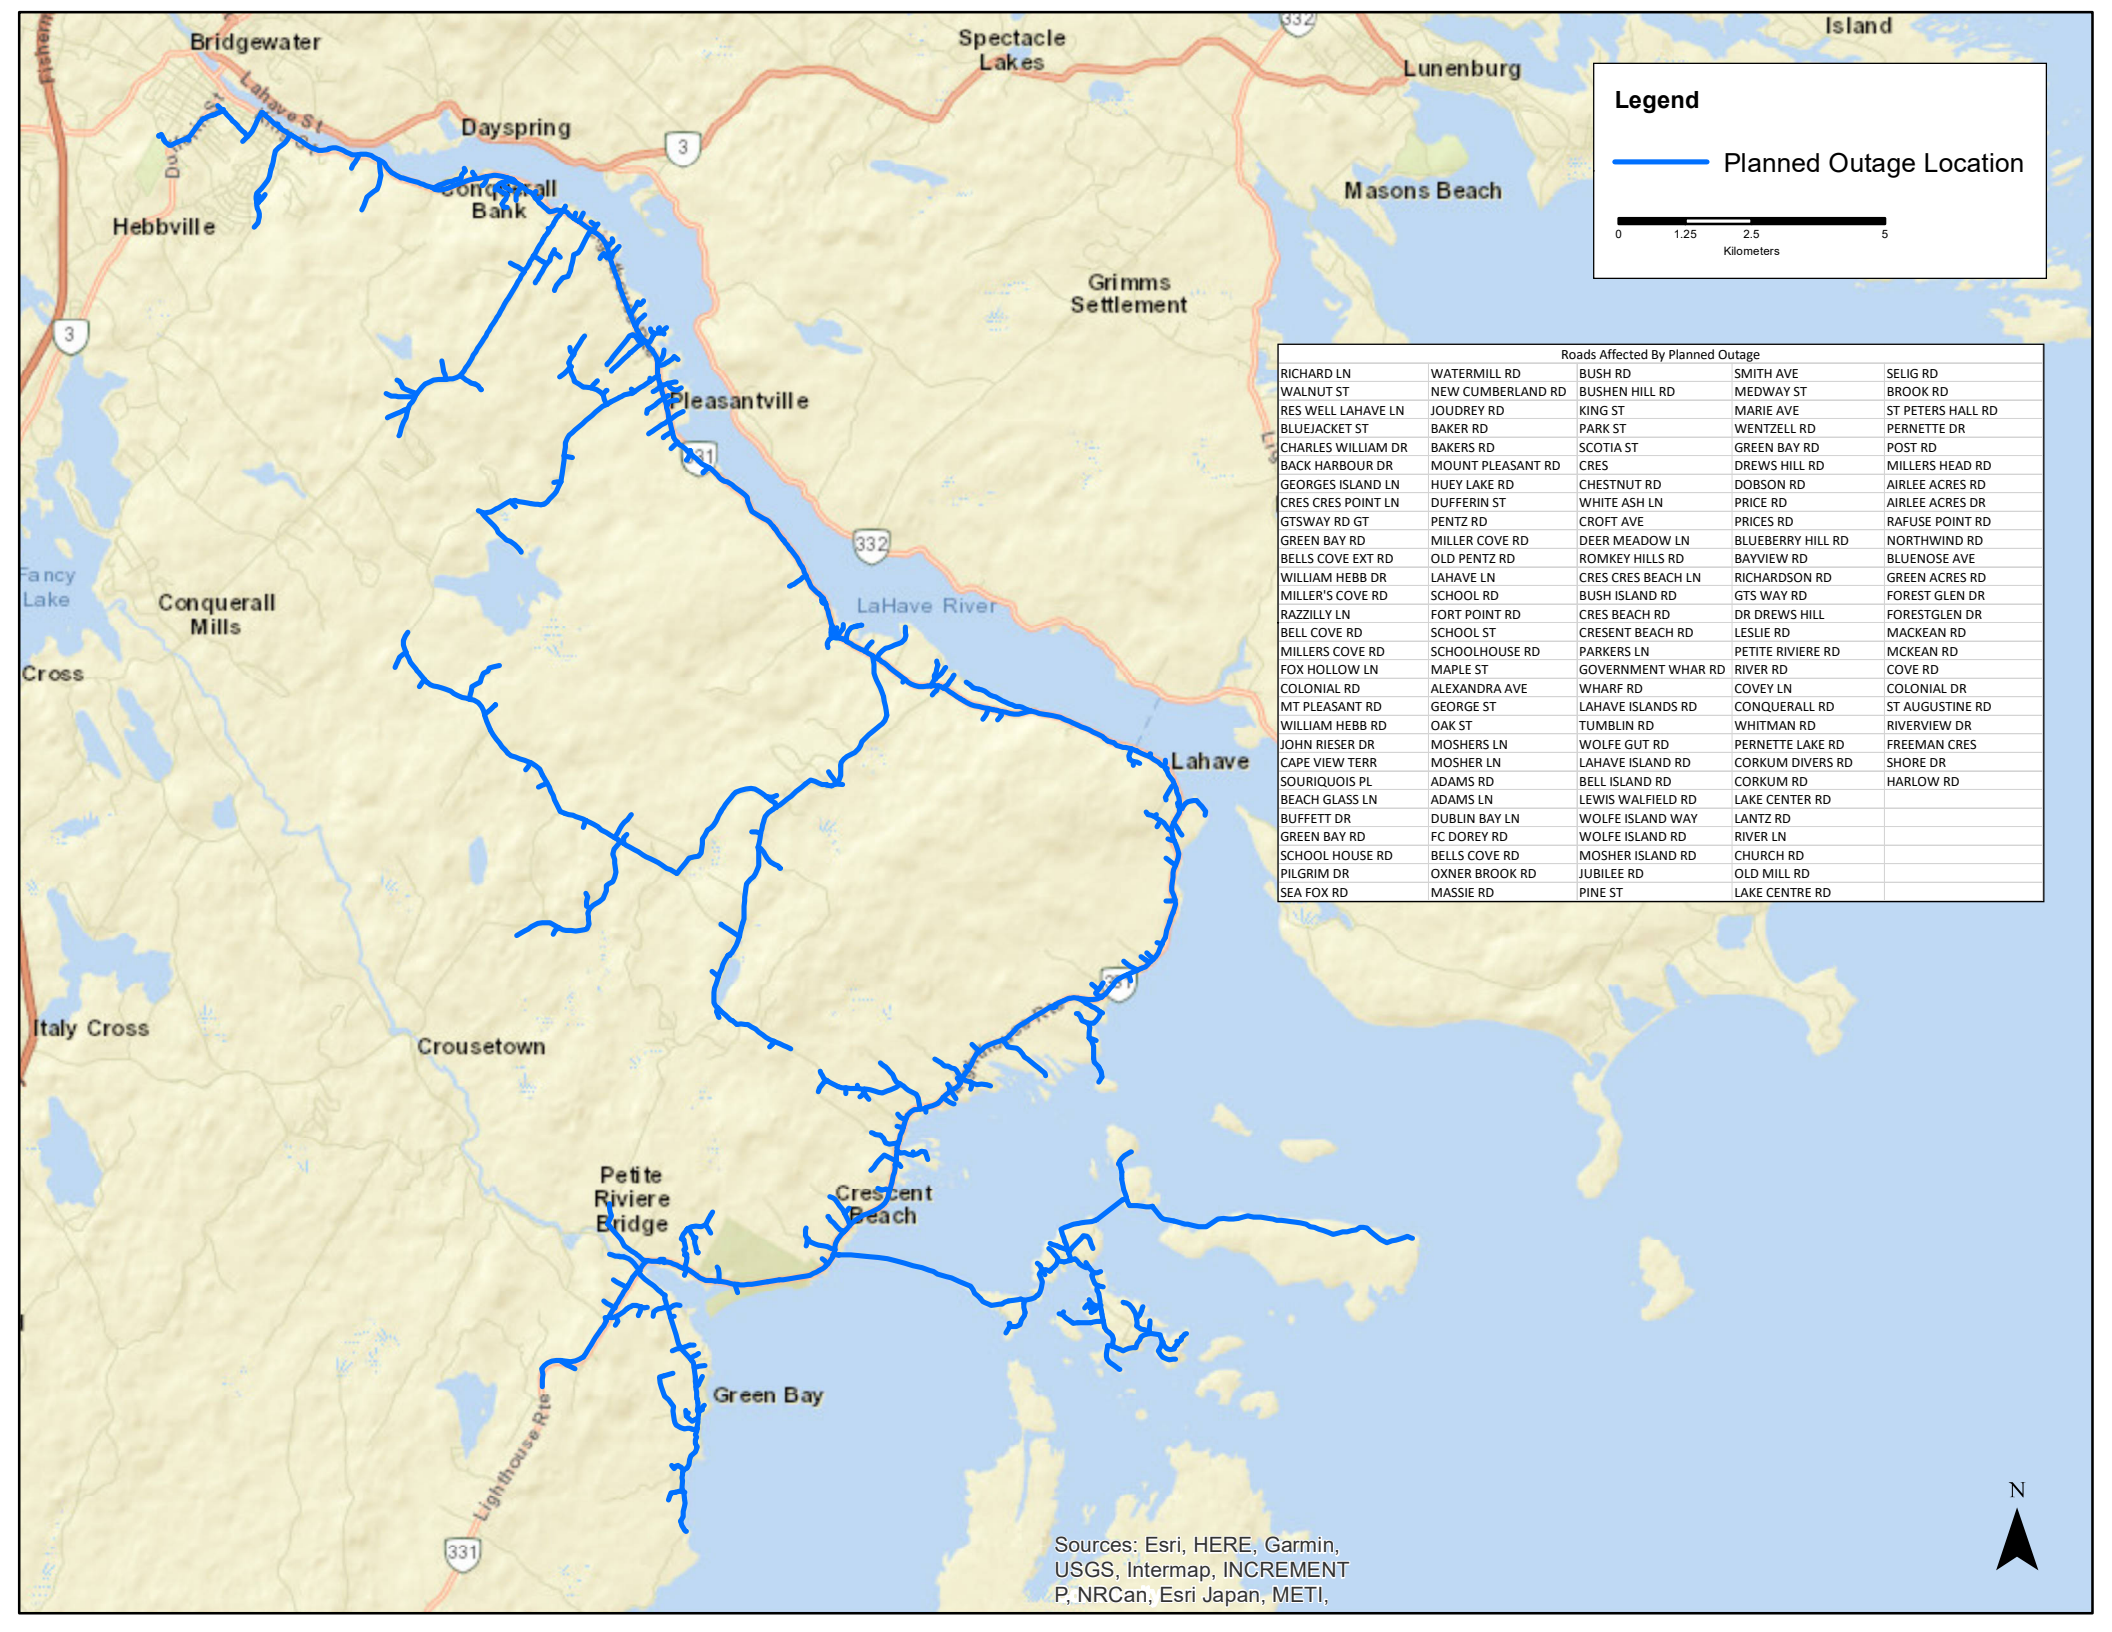 Bridgewater
Spectacle
Lakes
332
Island
Lunenburg
Fishern
Lahave St
King St
Dayspring
3
Conquerall
Bank
Hebbville
Masons Beach
Legend
Planned Outage Location
0 1.25 2.5 5
Kilometers
Grimms
Settlement
3
Pleasantville
331
332
Fancy
Lake
Conquerall
Mills
LaHave River
Cross
Lahave
Roads Affected By Planned Outage
RICHARD LN WATERMILL RD BUSH RD SMITH AVE SELIG RD
WALNUT ST NEW CUMBERLAND RD BUSHEN HILL RD MEDWAY ST BROOK RD
RES WELL LAHAVE LN JOUDREY RD KING ST MARIE AVE ST PETERS HALL RD
BLUEJACKET ST BAKER RD PARK ST WENTZELL RD PERNETTE DR
CHARLES WILLIAM DR BAKERS RD SCOTIA ST GREEN BAY RD POST RD
BACK HARBOUR DR MOUNT PLEASANT RD CRES DREWS HILL RD MILLERS HEAD RD
GEORGES ISLAND LN HUEY LAKE RD CHESTNUT RD DOBSON RD AIRLEE ACRES RD
CRES CRES POINT LN DUFFERIN ST WHITE ASH LN PRICE RD AIRLEE ACRES DR
GTSWAY RD GT PENTZ RD CROFT AVE PRICES RD RAFUSE POINT RD
GREEN BAY RD MILLER COVE RD DEER MEADOW LN BLUEBERRY HILL RD NORTHWIND RD
BELLS COVE EXT RD OLD PENTZ RD ROMKEY HILLS RD BAYVIEW RD BLUENOSE AVE
WILLIAM HEBB DR LAHAVE LN CRES CRES BEACH LN RICHARDSON RD GREEN ACRES RD
MILLER'S COVE RD SCHOOL RD BUSH ISLAND RD GTS WAY RD FOREST GLEN DR
RAZZILLY LN FORT POINT RD CRES BEACH RD DR DREWS HILL FORESTGLEN DR
BELL COVE RD SCHOOL ST CRESENT BEACH RD LESLIE RD MACKEAN RD
MILLERS COVE RD SCHOOLHOUSE RD PARKERS LN PETITE RIVIERE RD MCKEAN RD
FOX HOLLOW LN MAPLE ST GOVERNMENT WHAR RD RIVER RD COVE RD
COLONIAL RD ALEXANDRA AVE WHARF RD COVEY LN COLONIAL DR
MT PLEASANT RD GEORGE ST LAHAVE ISLANDS RD CONQUERALL RD ST AUGUSTINE RD
WILLIAM HEBB RD OAK ST TUMBLIN RD WHITMAN RD RIVERVIEW DR
JOHN RIESER DR MOSHERS LN WOLFE GUT RD PERNETTE LAKE RD FREEMAN CRES
CAPE VIEW TERR MOSHER LN LAHAVE ISLAND RD CORKUM DIVERS RD SHORE DR
SOURIQUOIS PL ADAMS RD BELL ISLAND RD CORKUM RD HARLOW RD
BEACH GLASS LN ADAMS LN LEWIS WALFIELD RD LAKE CENTER RD
BUFFETT DR DUBLIN BAY LN WOLFE ISLAND WAY LANTZ RD
GREEN BAY RD FC DOREY RD WOLFE ISLAND RD RIVER LN
SCHOOL HOUSE RD BELLS COVE RD MOSHER ISLAND RD CHURCH RD
PILGRIM DR OXNER BROOK RD JUBILEE RD OLD MILL RD
SEA FOX RD MASSIE RD PINE ST LAKE CENTRE RD
331
Italy Cross
Crousetown
Petite
Riviere
Bridge
Crescent
Beach
Green Bay
Lighthouse Rte
331
N
Sources: Esri, HERE, Garmin,
USGS, Intermap, INCREMENT
P, NRCan, Esri Japan, METI,